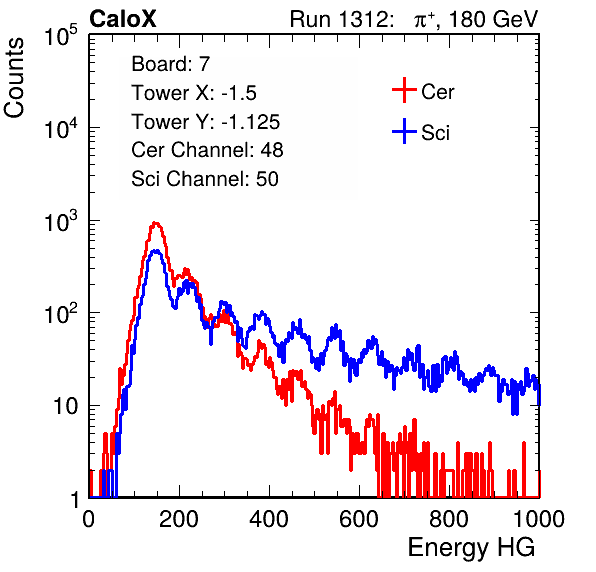 CaloX Run 1312: π⁺, 180 GeV
Counts
10⁵
10⁴
10³
10²
10
1
Board: 7
Tower X: -1.5
Tower Y: -1.125
Cer Channel: 48
Sci Channel: 50
Cer
Sci
0 200 400 600 800 1000
Energy HG